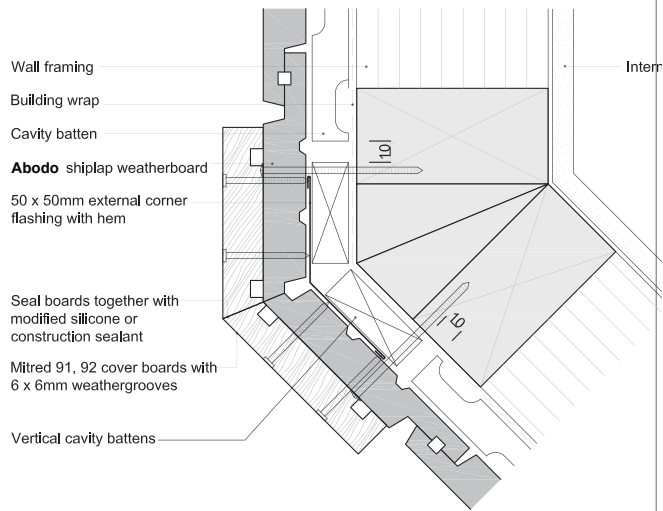 Wall framing
Building wrap
Cavity batten
Abodo shiplap weatherboard
50 x 50mm external corner
flashing with hem
Seal boards together with
modified silicone or
construction sealant
Mitred 91, 92 cover boards with
6 x 6mm weathergrooves
Vertical cavity battens
10
10
Intern